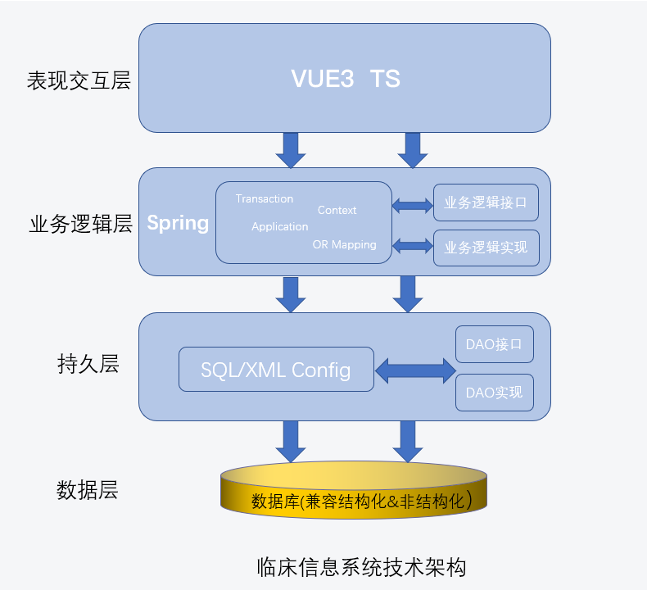 表现交互层
VUE3 TS
业务逻辑层
Spring
Transaction
Context
Application
OR Mapping
业务逻辑接口
业务逻辑实现
持久层
SQL/XML Config
DAO接口
DAO实现
数据层
数据库(兼容结构化&非结构化）
临床信息系统技术架构